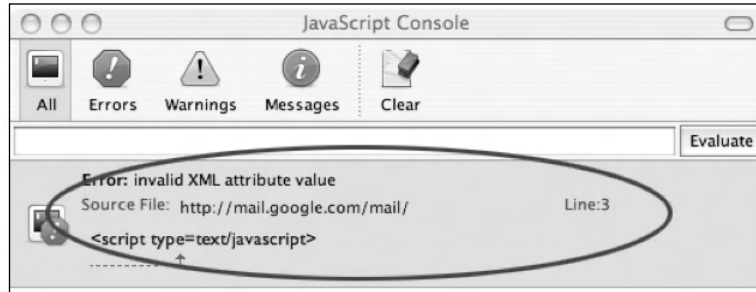 JavaScript Console
All Errors Warnings Messages Clear
Evaluate
Error: invalid XML attribute value
Source File: http://mail.google.com/mail/ Line:3
<script type=text/javascript>